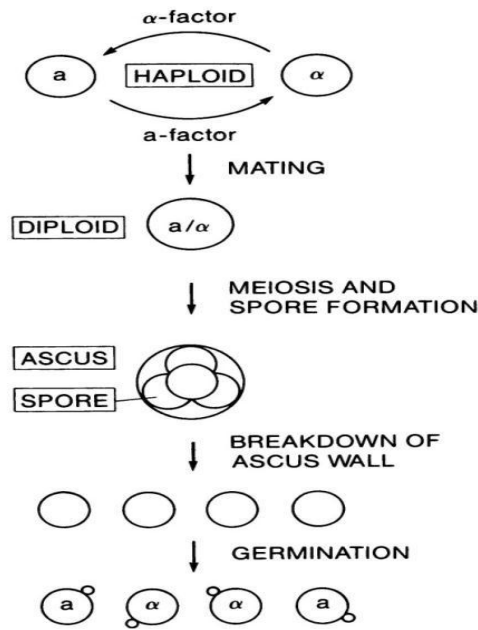 α-factor
a HAPLOID α
a-factor
MATING
DIPLOID a/α
MEIOSIS AND
SPORE FORMATION
ASCUS
SPORE
BREAKDOWN OF
ASCUS WALL
GERMINATION
a α α a